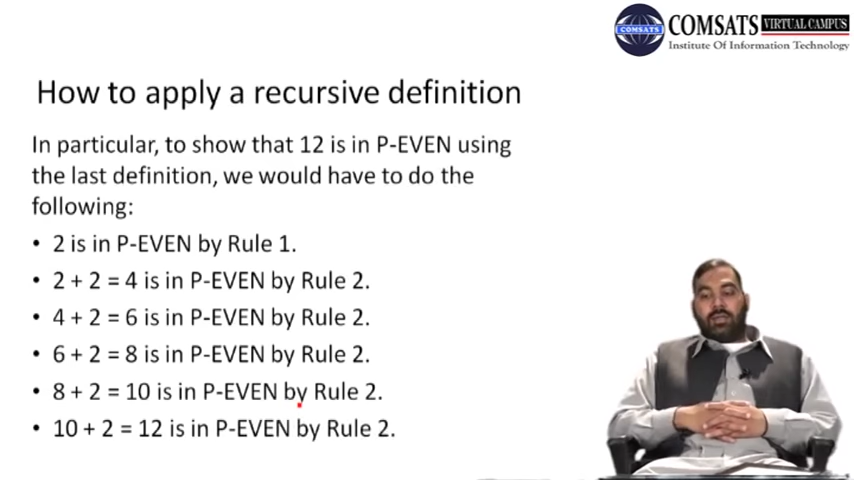 COMSATS VIRTUAL CAMPUS
COMSATS
Institute Of Information Technology
How to apply a recursive definition
In particular, to show that 12 is in P-EVEN using
the last definition, we would have to do the
following:
• 2 is in P-EVEN by Rule 1.
• 2 + 2 = 4 is in P-EVEN by Rule 2.
• 4 + 2 = 6 is in P-EVEN by Rule 2.
• 6 + 2 = 8 is in P-EVEN by Rule 2.
• 8 + 2 = 10 is in P-EVEN by Rule 2.
• 10 + 2 = 12 is in P-EVEN by Rule 2.